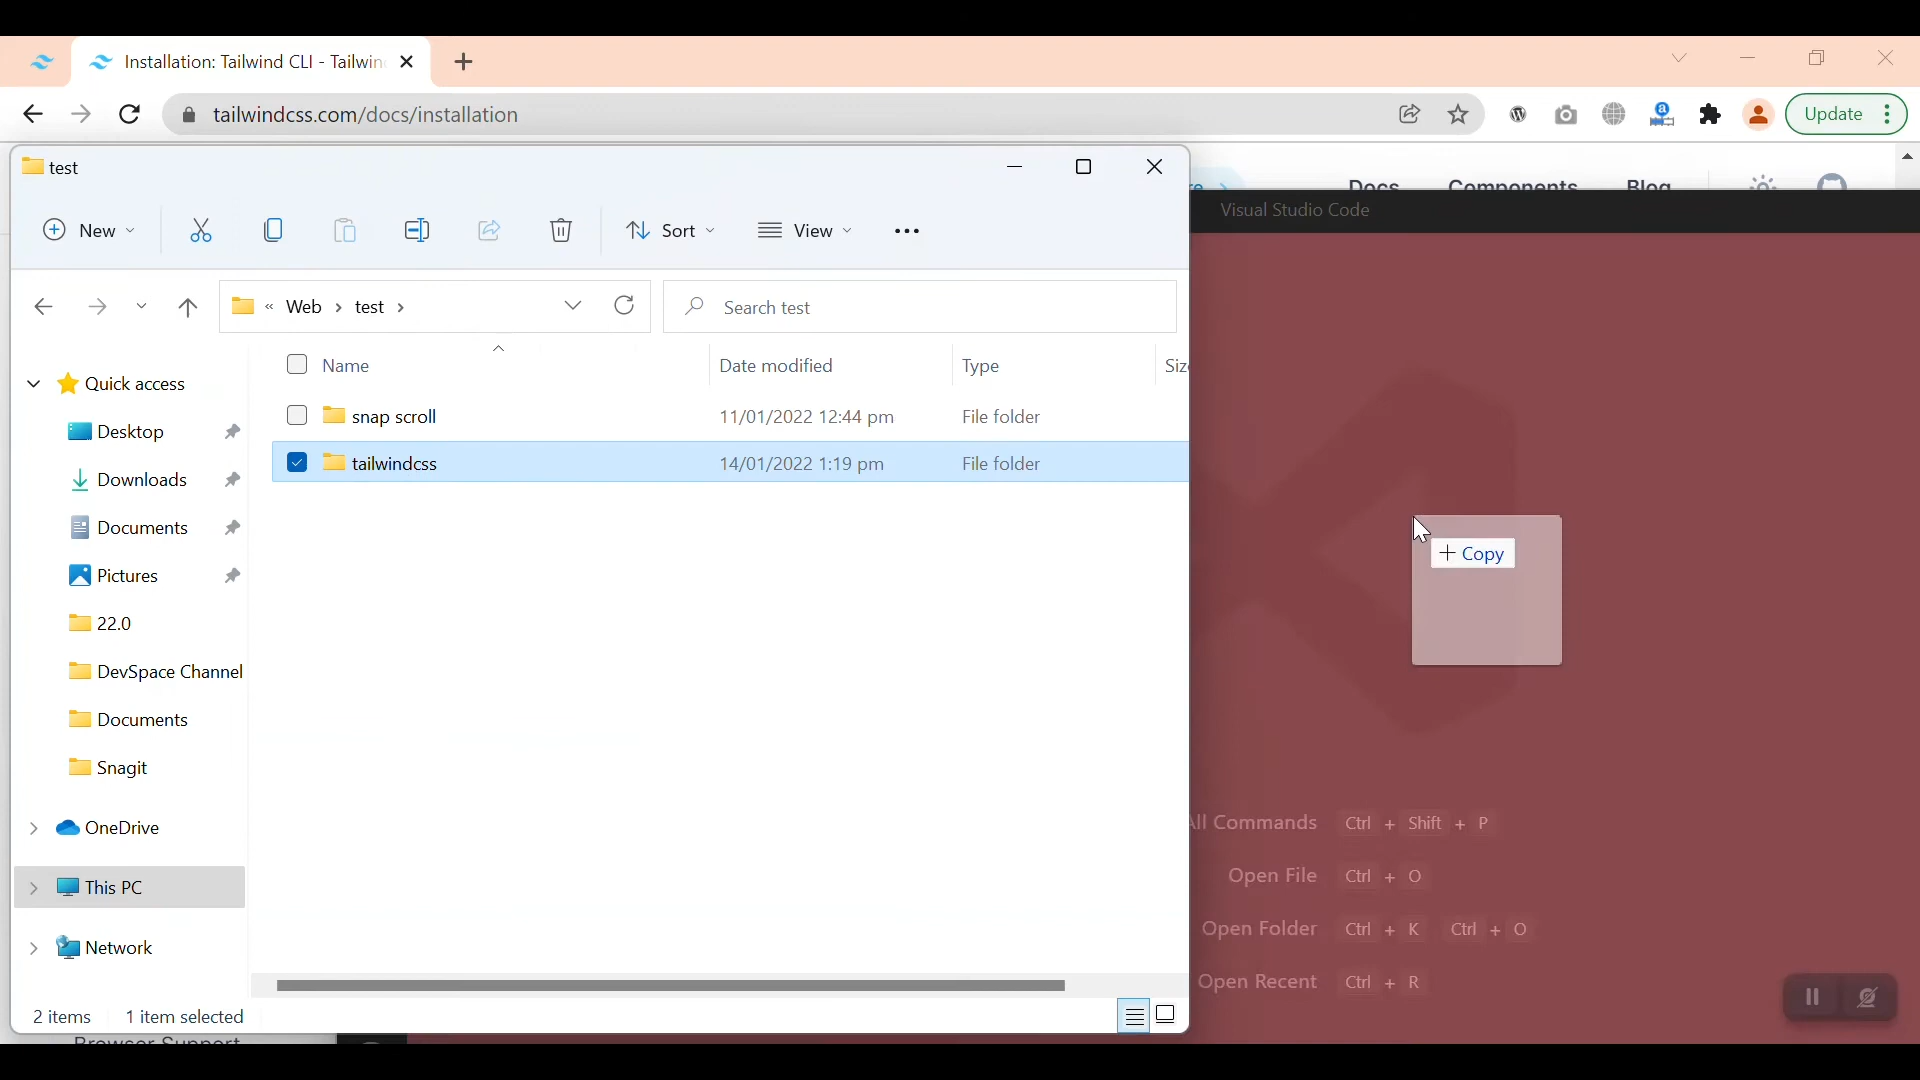 Installation: Tailwind CLI - Tailwin
tailwindcss.com/docs/installation
Update
test
Docs Components Blog
Visual Studio Code
New
Sort
View
« Web › test ›
Search test
Name Date modified Type Siz
Quick access
snap scroll 11/01/2022 12:44 pm File folder
Desktop
tailwindcss 14/01/2022 1:19 pm File folder
Downloads
Documents
+ Copy
Pictures
22.0
DevSpace Channel
Documents
Snagit
All Commands Ctrl + Shift + P
OneDrive
Open File Ctrl + O
This PC
Open Folder Ctrl + K Ctrl + O
Network
Open Recent Ctrl + R
2 items 1 item selected
Browser Support